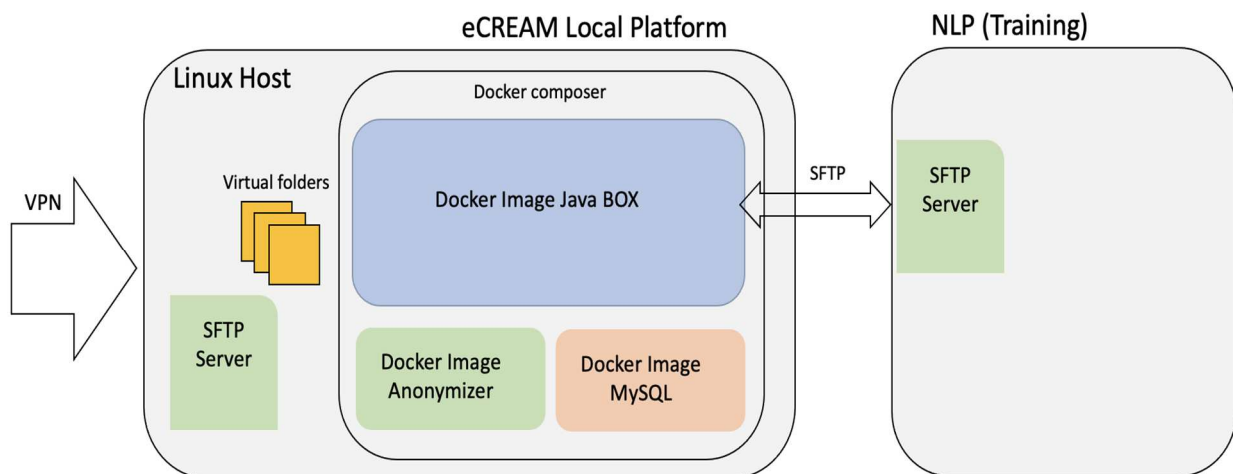 eCREAM Local Platform
NLP (Training)
Linux Host
Docker composer
VPN
Virtual folders
Docker Image Java BOX
SFTP
SFTP
Server
SFTP
Server
Docker Image
Anonymizer
Docker Image
MySQL